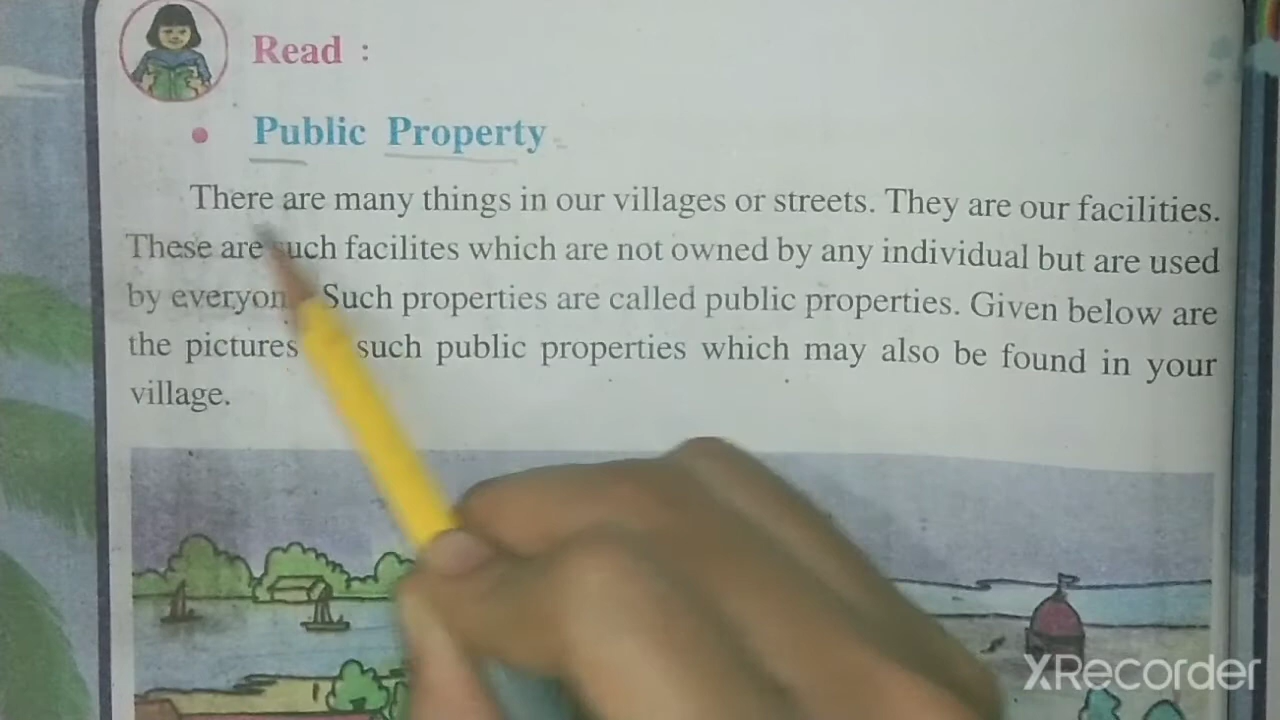 Read :
• Public Property
There are many things in our villages or streets. They are our facilities.
These are such facilites which are not owned by any individual but are used
by everyon Such properties are called public properties. Given below are
the pictures such public properties which may also be found in your
village.
XRecorder